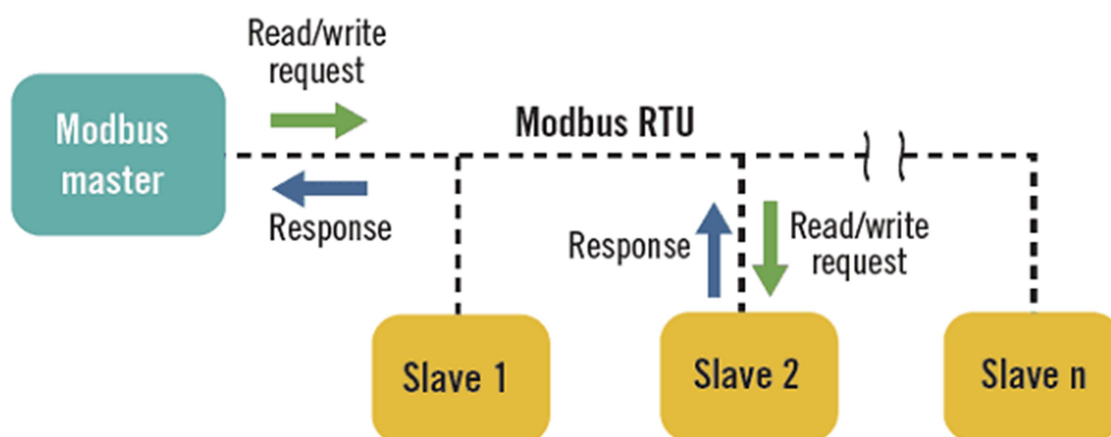 Read/write
request
Modbus
master
Modbus RTU
Response
Response
Read/write
request
Slave 1
Slave 2
Slave n